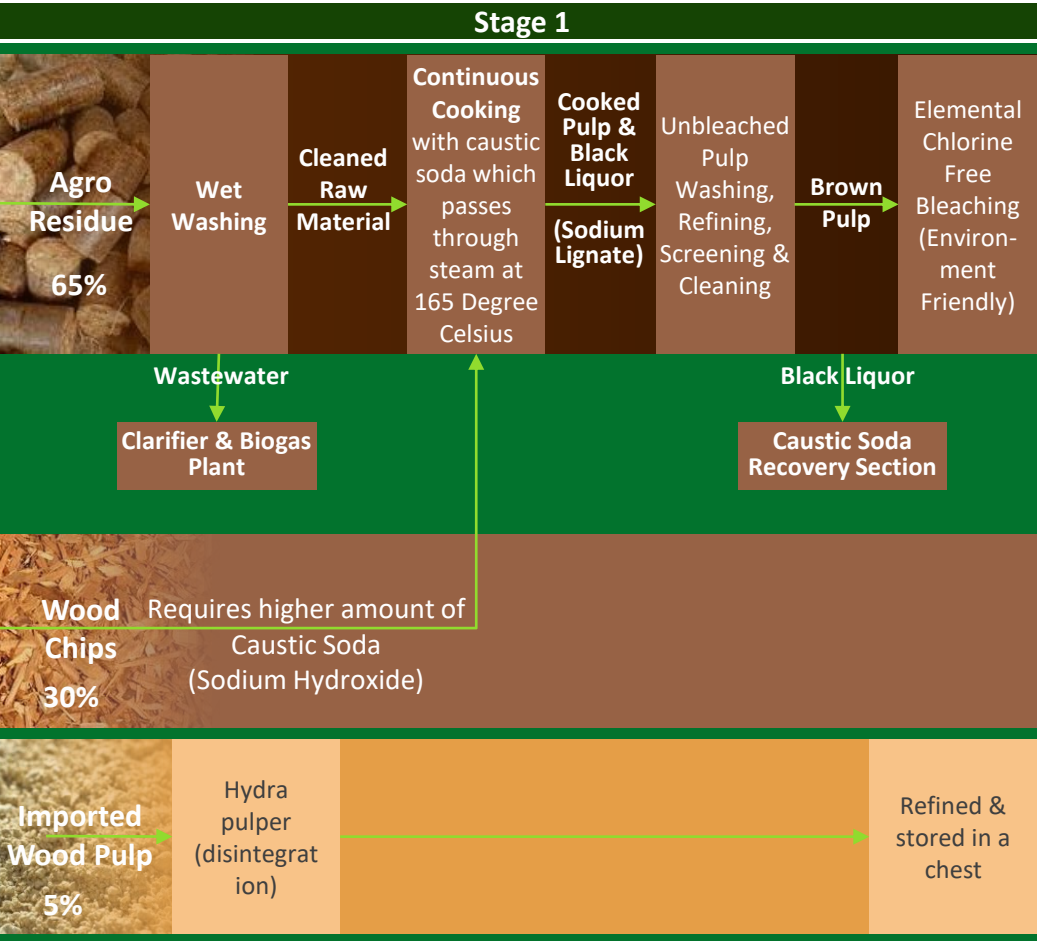 Stage 1
Agro
Residue
65%
Wet
Washing
Cleaned
Raw
Material
Continuous
Cooking
with caustic
soda which
passes
through
steam at
165 Degree
Celsius
Cooked
Pulp &
Black
Liquor
(Sodium
Lignate)
Unbleached
Pulp
Washing,
Refining,
Screening &
Cleaning
Brown
Pulp
Elemental
Chlorine
Free
Bleaching
(Environ-
ment
Friendly)
Wastewater
Clarifier & Biogas
Plant
Black Liquor
Caustic Soda
Recovery Section
Wood
Chips
30%
Requires higher amount of
Caustic Soda
(Sodium Hydroxide)
Imported
Wood Pulp
5%
Hydra
pulper
(disintegrat
ion)
Refined &
stored in a
chest